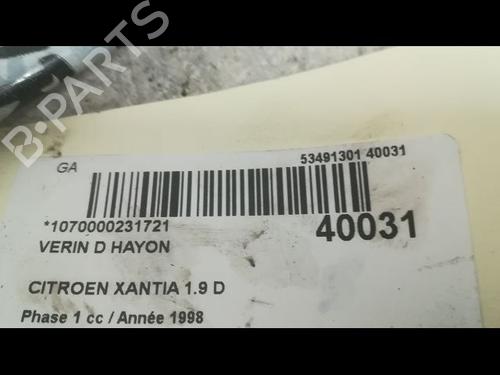 B-PARTS
GA
53491301 40031
*1070000231721
40031
VERIN D HAYON
CITROEN XANTIA 1.9 D
Phase 1 cc / Année 1998